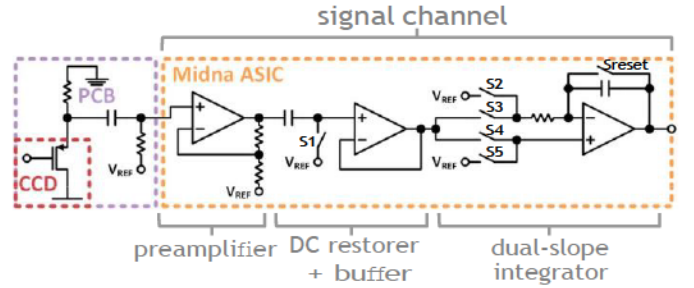 signal channel
PCB
Midna ASIC
CCD
VREF
VREF
S1
VREF
VREF
S2
S3
S4
S5
VREF
Sreset
+
-
+
-
-
+
preamplifier
DC restorer
+ buffer
dual-slope
integrator